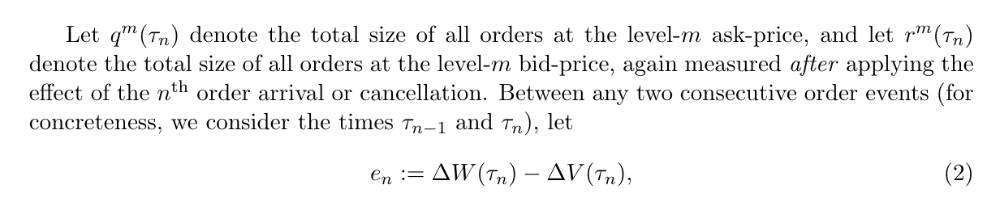 Let $q^m(\tau_n)$ denote the total size of all orders at the level-$m$ ask-price, and let $r^m(\tau_n)$
denote the total size of all orders at the level-$m$ bid-price, again measured after applying the
effect of the $n^{\text{th}}$ order arrival or cancellation. Between any two consecutive order events (for
concreteness, we consider the times $\tau_{n-1}$ and $\tau_n$), let
$e_n := \Delta W(\tau_n) - \Delta V(\tau_n),$ (2)